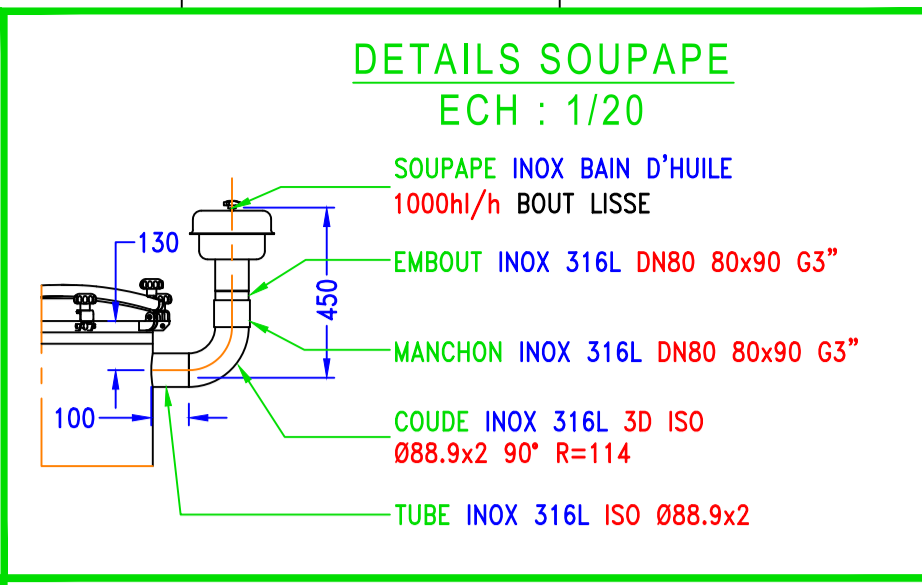 DETAILS SOUPAPE
ECH : 1/20
SOUPAPE INOX BAIN D'HUILE
1000hl/h BOUT LISSE
130
EMBOUT INOX 316L DN80 80x90 G3"
450
MANCHON INOX 316L DN80 80x90 G3"
100
COUDE INOX 316L 3D ISO
Ø88.9x2 90° R=114
TUBE INOX 316L ISO Ø88.9x2